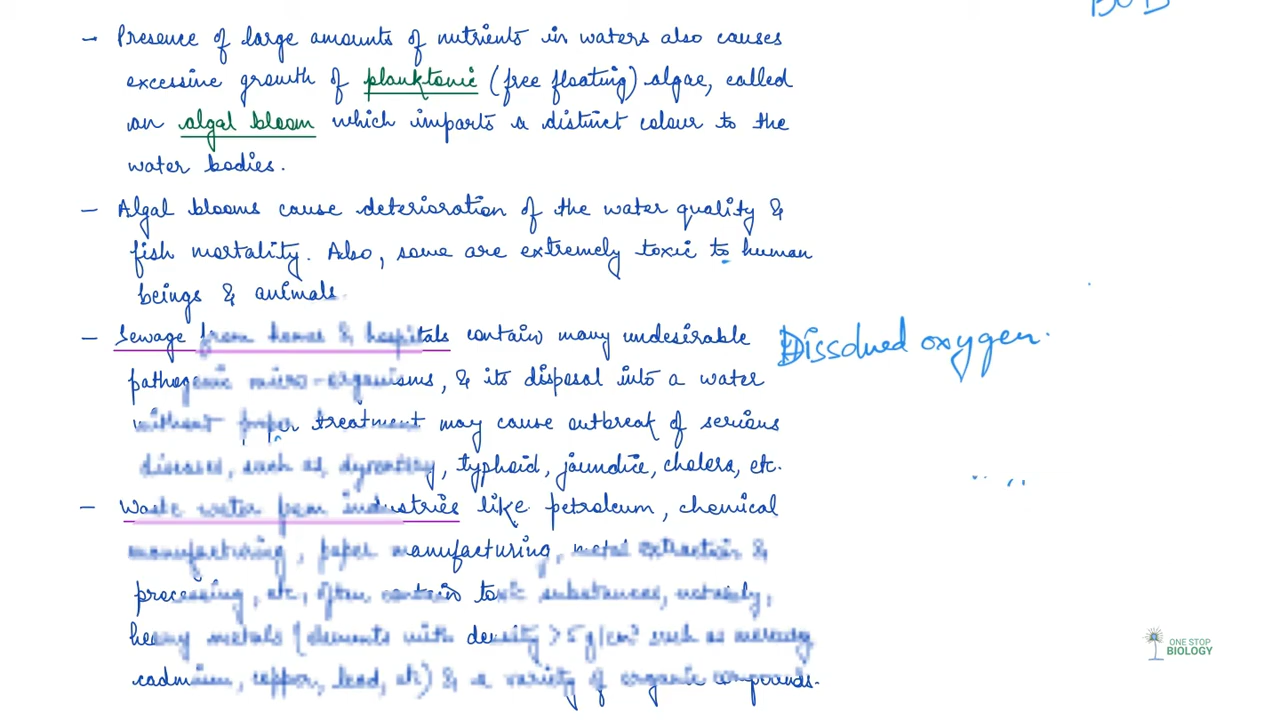 BOD
- Presence of large amounts of nutrients in waters also causes
excessive growth of planktonic (free floating) algae, called
an algal bloom which imparts a distinct colour to the
water bodies.
- Algal blooms cause deterioration of the water quality &
fish mortality. Also, some are extremely toxic to human
beings & animals.
- Sewage from homes & hospitals contain many undesirable
Dissolved oxygen.
pathogenic micro-organisms, & its disposal into a water
without proper treatment may cause outbreak of serious
diseases, such as, dysentery, typhoid, jaundice, cholera, etc.
- Waste water from industries like petroleum, chemical
manufacturing, paper manufacturing, metal extraction &
processing, etc, often contain toxic substances, notably,
heavy metals (elements with density > 5 g/cm³ such as mercury
cadmium, copper, lead, etc) & a variety of organic compounds.
ONE STOP
BIOLOGY